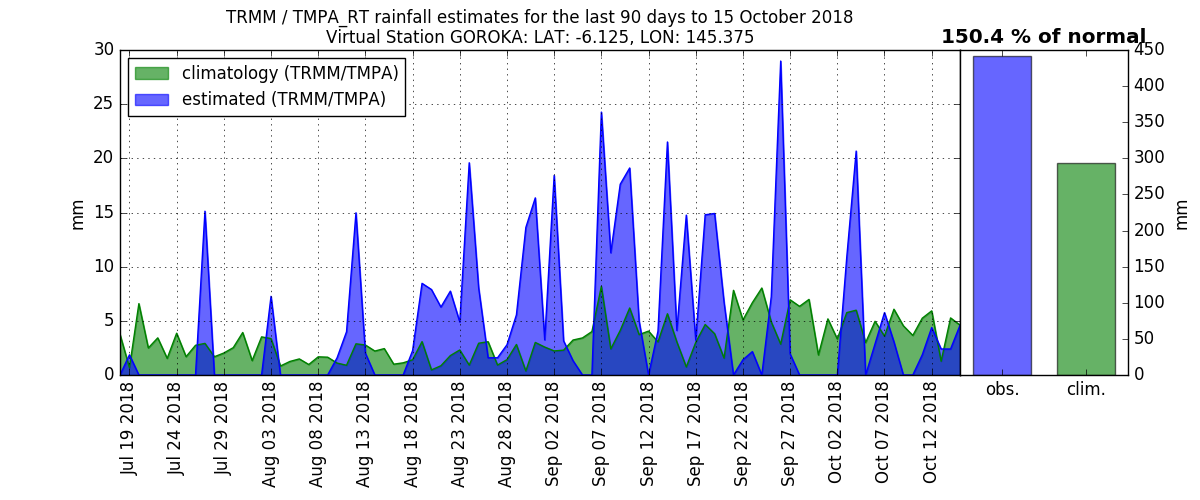 TRMM / TMPA_RT rainfall estimates for the last 90 days to 15 October 2018
Virtual Station GOROKA: LAT: -6.125, LON: 145.375
150.4 % of normal
climatology (TRMM/TMPA)
estimated (TRMM/TMPA)
mm
30
25
20
15
10
5
0
Jul 19 2018
Jul 24 2018
Jul 29 2018
Aug 03 2018
Aug 08 2018
Aug 13 2018
Aug 18 2018
Aug 23 2018
Aug 28 2018
Sep 02 2018
Sep 07 2018
Sep 12 2018
Sep 17 2018
Sep 22 2018
Sep 27 2018
Oct 02 2018
Oct 07 2018
Oct 12 2018
450
400
350
300
250
200
150
100
50
0
mm
obs.
clim.